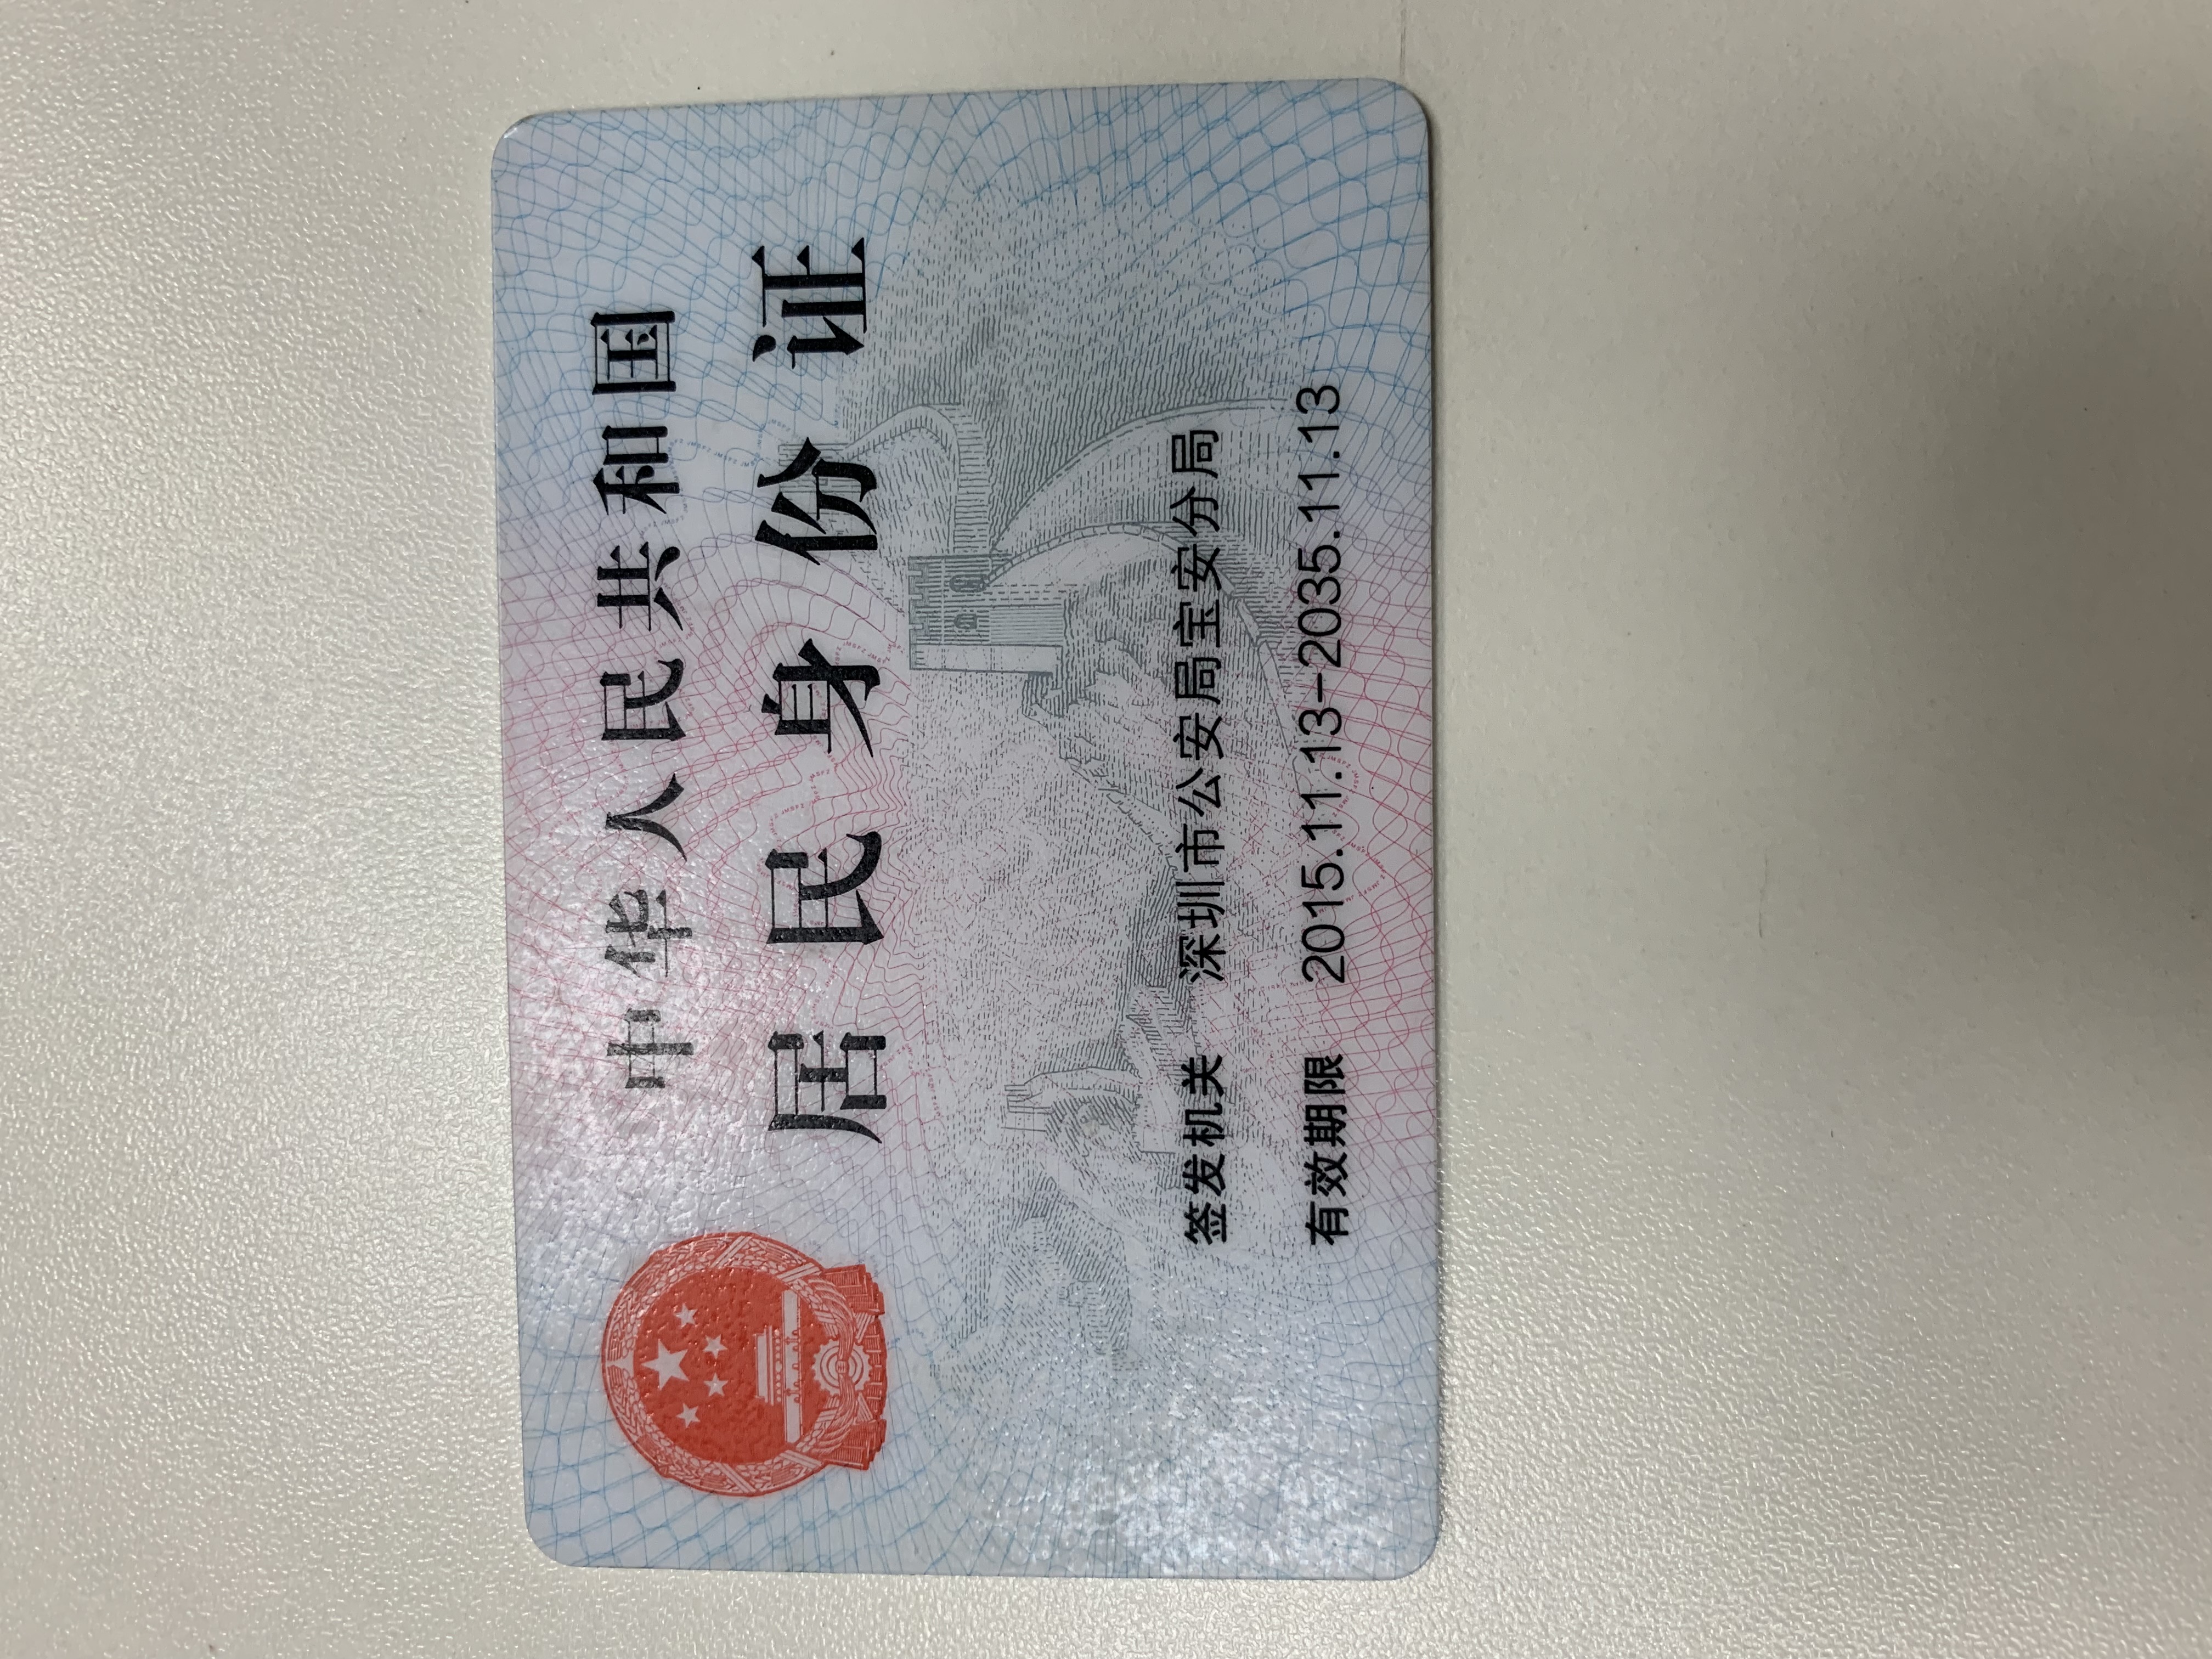 中华人民共和国
居民身份证
签发机关 深圳市公安局宝安分局
有效期限 2015.11.13-2035.11.13